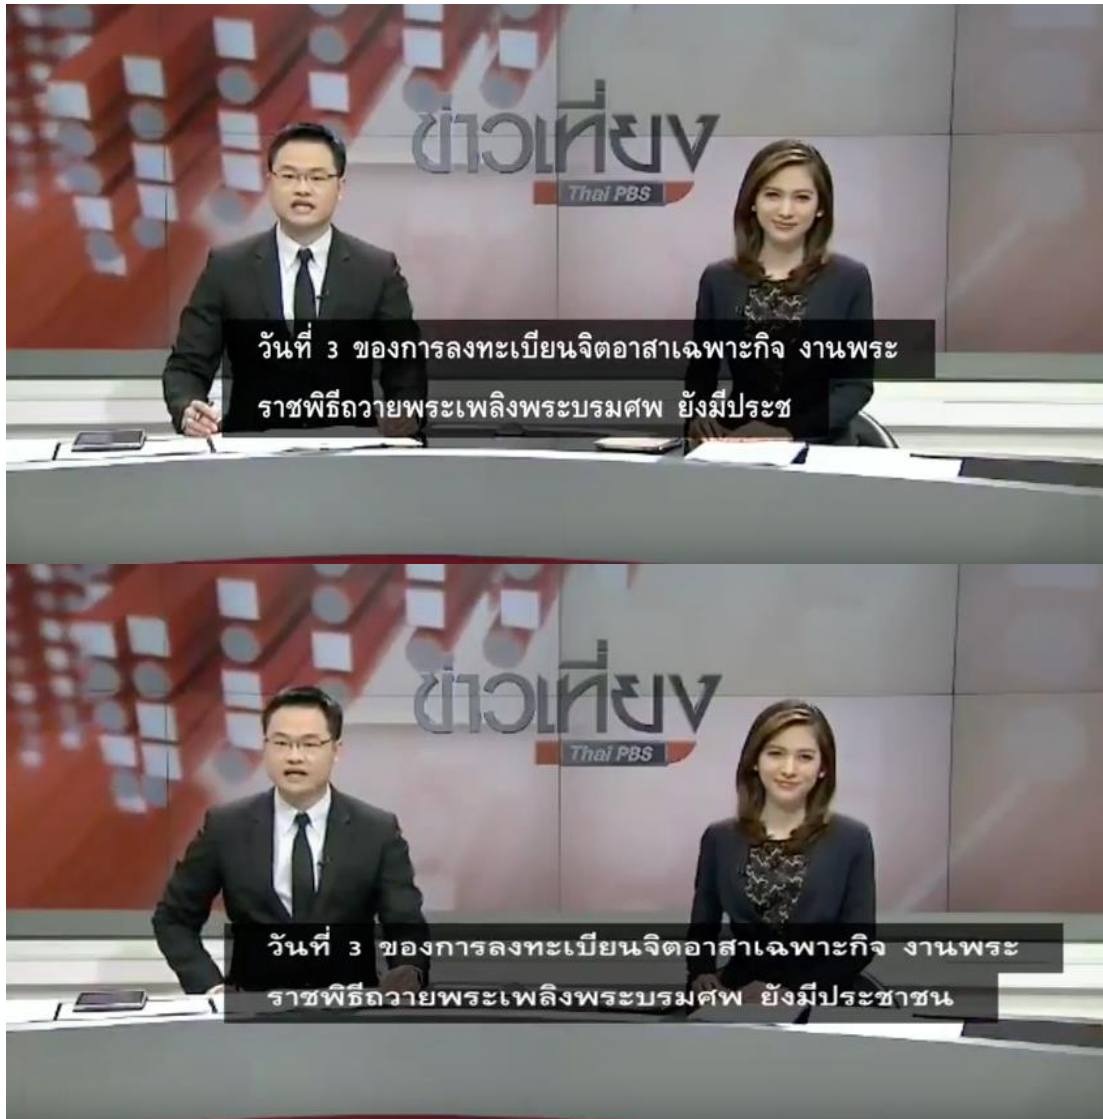 ข่าวเที่ยง
Thai PBS
วันที่ 3 ของการลงทะเบียนจิตอาสาเฉพาะกิจ งานพระ
ราชพิธีถวายพระเพลิงพระบรมศพ ยังมีประช
ข่าวเที่ยง
Thai PBS
วันที่ 3 ของการลงทะเบียนจิตอาสาเฉพาะกิจ งานพระ
ราชพิธีถวายพระเพลิงพระบรมศพ ยังมีประชาชน